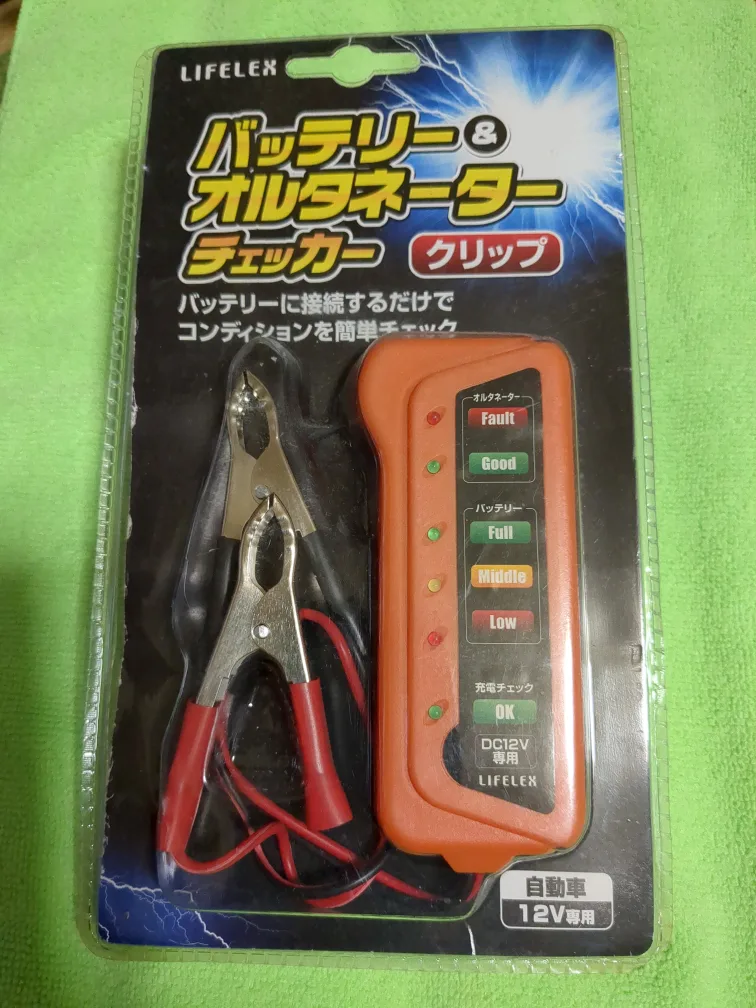 LIFELEX
バッテリー&
オルタネーター
チェッカー クリップ
バッテリーに接続するだけで
コンディションを簡単チェック
オルタネーター
Fault
Good
バッテリー
Full
Middle
Low
充電チェック
OK
DC12V
専用
LIFELEX
自動車
12V専用